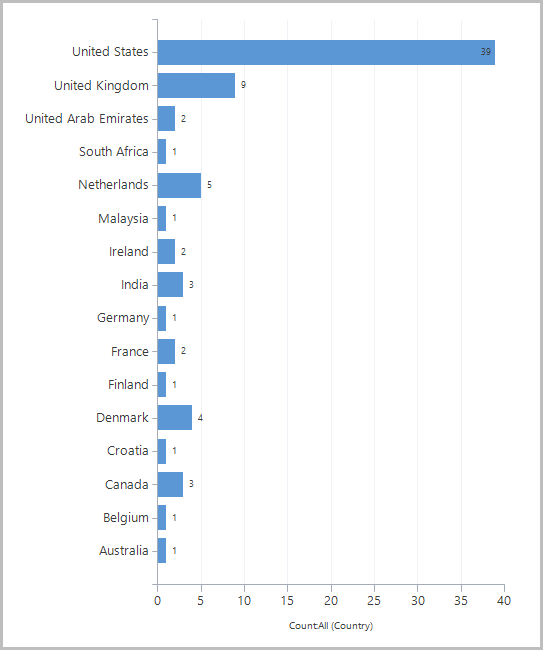 United States 39
United Kingdom 9
United Arab Emirates 2
South Africa 1
Netherlands 5
Malaysia 1
Ireland 2
India 3
Germany 1
France 2
Finland 1
Denmark 4
Croatia 1
Canada 3
Belgium 1
Australia 1
0 5 10 15 20 25 30 35 40
Count:All (Country)